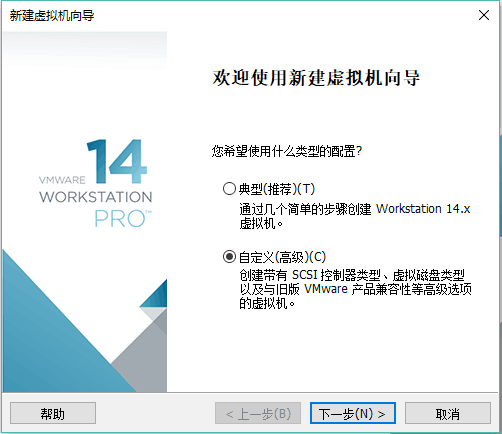 新建虚拟机向导
VMWARE 14
WORKSTATION
PRO™
欢迎使用新建虚拟机向导
您希望使用什么类型的配置?
典型(推荐)(T)
通过几个简单的步骤创建 Workstation 14.x
虚拟机。
自定义(高级)(C)
创建带有 SCSI 控制器类型、虚拟磁盘类型
以及与旧版 VMware 产品兼容性等高级选项
的虚拟机。
帮助
< 上一步(B)
下一步(N) >
取消